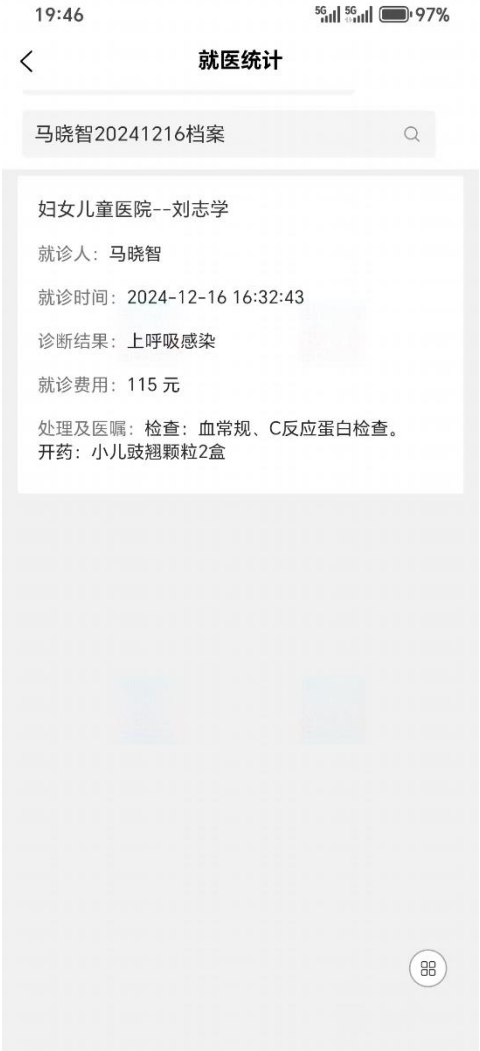 19:46 5G 5G 97%
就医统计
马晓智20241216档案
妇女儿童医院--刘志学
就诊人：马晓智
就诊时间：2024-12-16 16:32:43
诊断结果：上呼吸感染
就诊费用：115 元
处理及医嘱：检查：血常规、C反应蛋白检查。
开药：小儿豉翘颗粒2盒